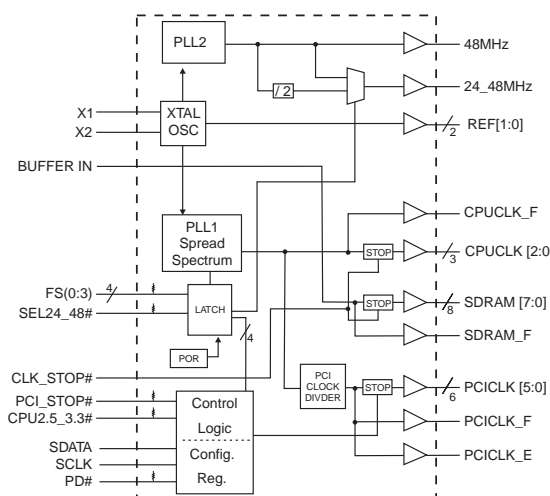 PLL2
48MHz
/ 2
24_48MHz
X1
X2
XTAL
OSC
REF[1:0]
2
BUFFER IN
PLL1
Spread
Spectrum
CPUCLK_F
STOP
CPUCLK [2:0
3
FS(0:3)
4
SEL24_48#
LATCH
STOP
SDRAM [7:0]
8
SDRAM_F
4
POR
CLK_STOP#
PCI
CLOCK
DIVDER
STOP
PCICLK [5:0]
6
PCI_STOP#
CPU2.5_3.3#
Control
Logic
PCICLK_F
SDATA
SCLK
PD#
Config.
Reg.
PCICLK_E